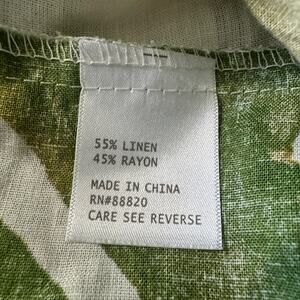 55% LINEN
45% RAYON
MADE IN CHINA
RN#88820
CARE SEE REVERSE